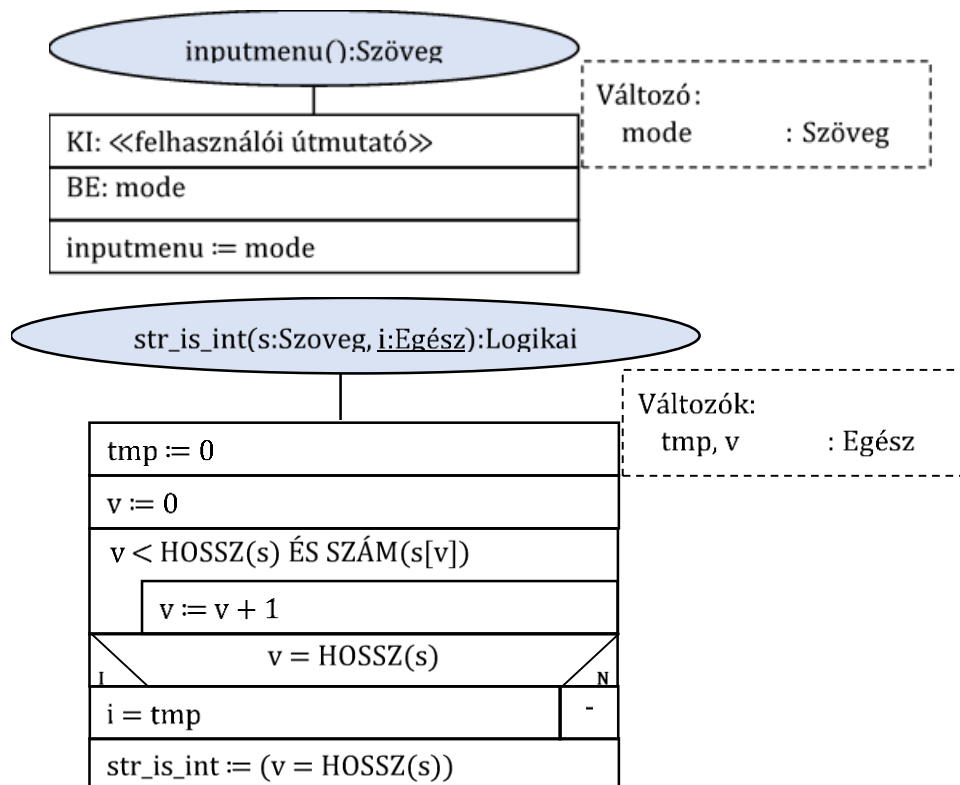 inputmenu():Szöveg
Változó:
mode : Szöveg
KI: ≪felhasználói útmutató≫
BE: mode
inputmenu ≔ mode
str_is_int(s:Szoveg, i:Egész):Logikai
Változók:
tmp, v : Egész
tmp ≔ 0
v ≔ 0
v < HOSSZ(s) ÉS SZÁM(s[v])
v ≔ v + 1
v = HOSSZ(s)
I N
i = tmp -
str_is_int ≔ (v = HOSSZ(s))